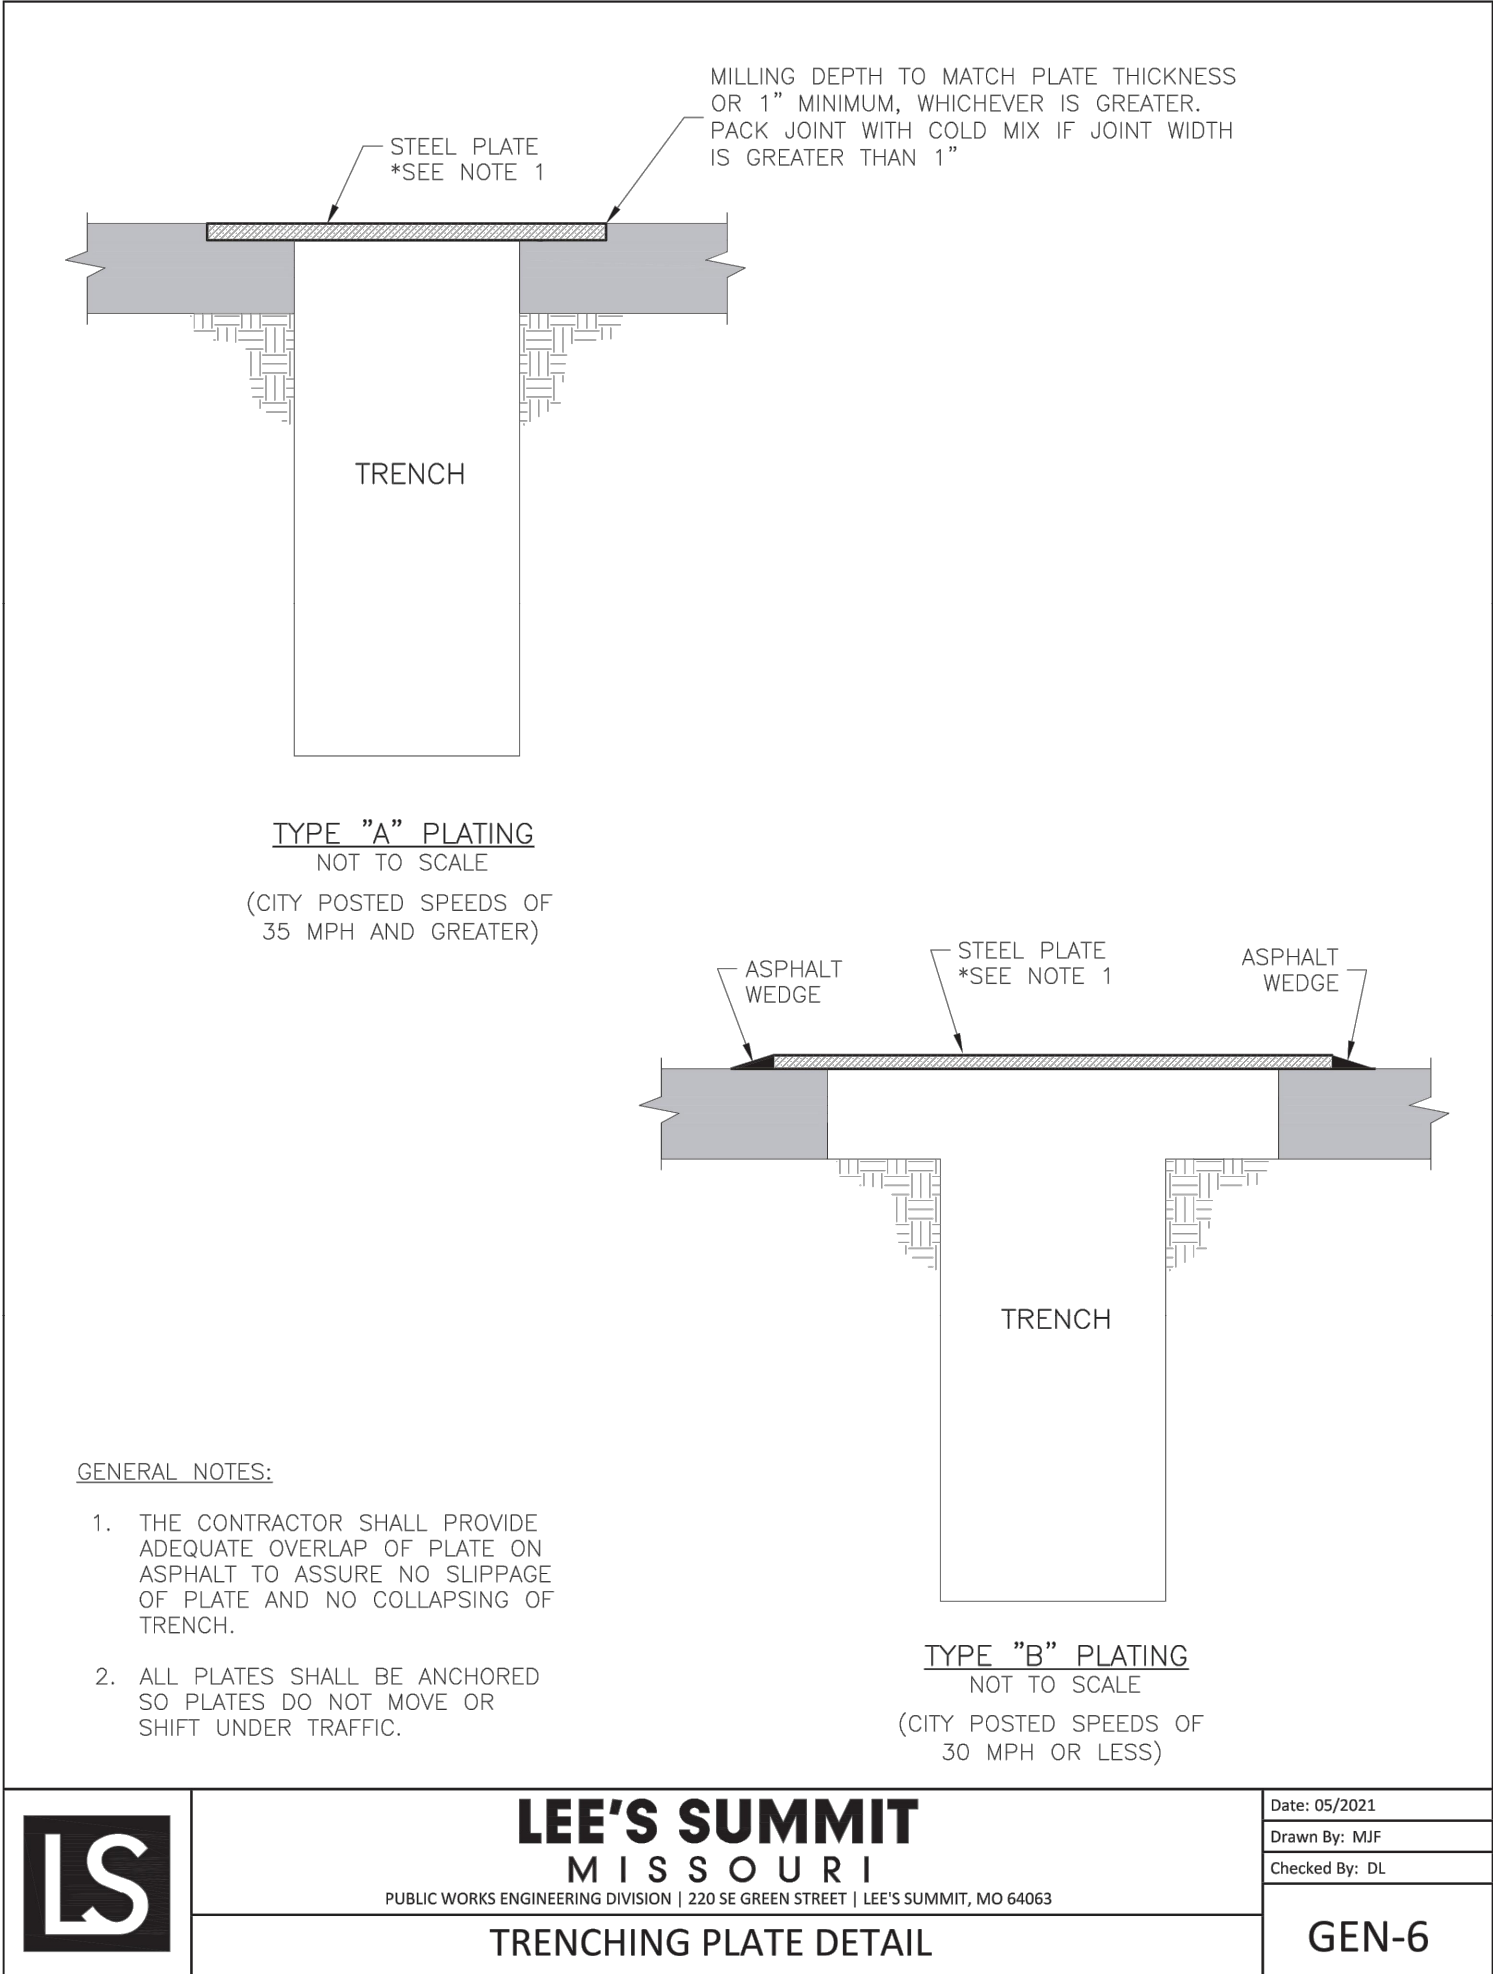 MILLING DEPTH TO MATCH PLATE THICKNESS
OR 1” MINIMUM, WHICHEVER IS GREATER.
PACK JOINT WITH COLD MIX IF JOINT WIDTH
IS GREATER THAN 1”
STEEL PLATE
*SEE NOTE 1
TRENCH
TYPE ”A” PLATING
NOT TO SCALE
(CITY POSTED SPEEDS OF
35 MPH AND GREATER)
ASPHALT
WEDGE
STEEL PLATE
*SEE NOTE 1
ASPHALT
WEDGE
TRENCH
TYPE ”B” PLATING
NOT TO SCALE
(CITY POSTED SPEEDS OF
30 MPH OR LESS)
GENERAL NOTES:
1. THE CONTRACTOR SHALL PROVIDE
ADEQUATE OVERLAP OF PLATE ON
ASPHALT TO ASSURE NO SLIPPAGE
OF PLATE AND NO COLLAPSING OF
TRENCH.
2. ALL PLATES SHALL BE ANCHORED
SO PLATES DO NOT MOVE OR
SHIFT UNDER TRAFFIC.
LS
LEE'S SUMMIT
MISSOURI
PUBLIC WORKS ENGINEERING DIVISION | 220 SE GREEN STREET | LEE'S SUMMIT, MO 64063
TRENCHING PLATE DETAIL
Date: 05/2021
Drawn By: MJF
Checked By: DL
GEN-6